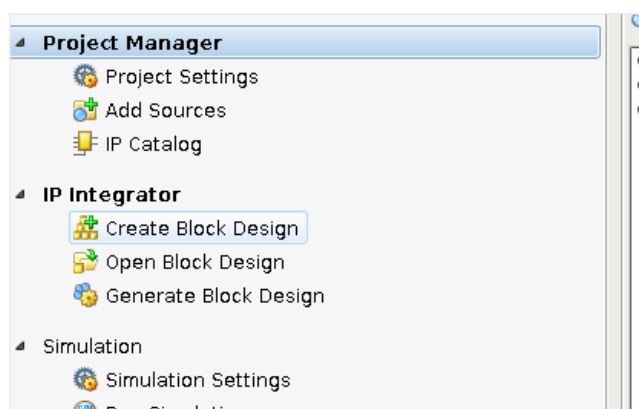 Project Manager
Project Settings
Add Sources
IP Catalog
IP Integrator
Create Block Design
Open Block Design
Generate Block Design
Simulation
Simulation Settings